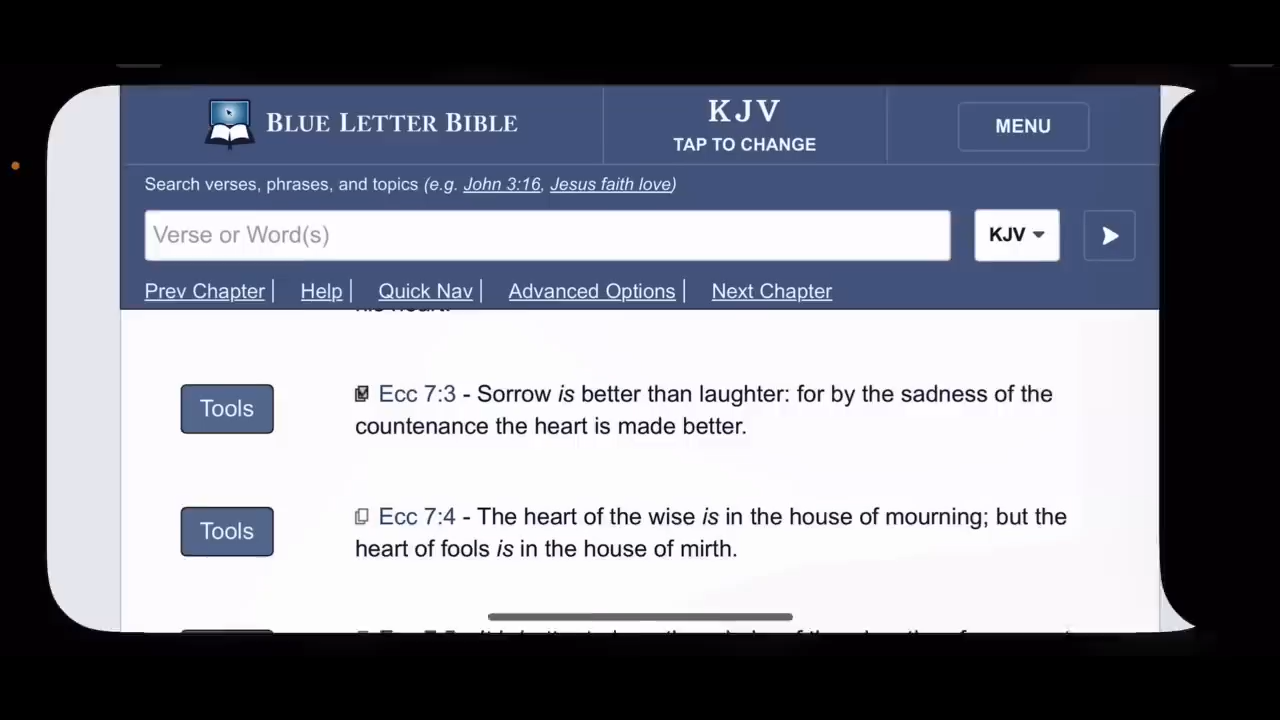 BLUE LETTER BIBLE
KJV
TAP TO CHANGE
MENU
Search verses, phrases, and topics (e.g. John 3:16, Jesus faith love)
Verse or Word(s)
KJV
Prev Chapter | Help | Quick Nav | Advanced Options | Next Chapter
his heart.
Tools
Ecc 7:3 - Sorrow is better than laughter: for by the sadness of the
countenance the heart is made better.
Tools
Ecc 7:4 - The heart of the wise is in the house of mourning; but the
heart of fools is in the house of mirth.